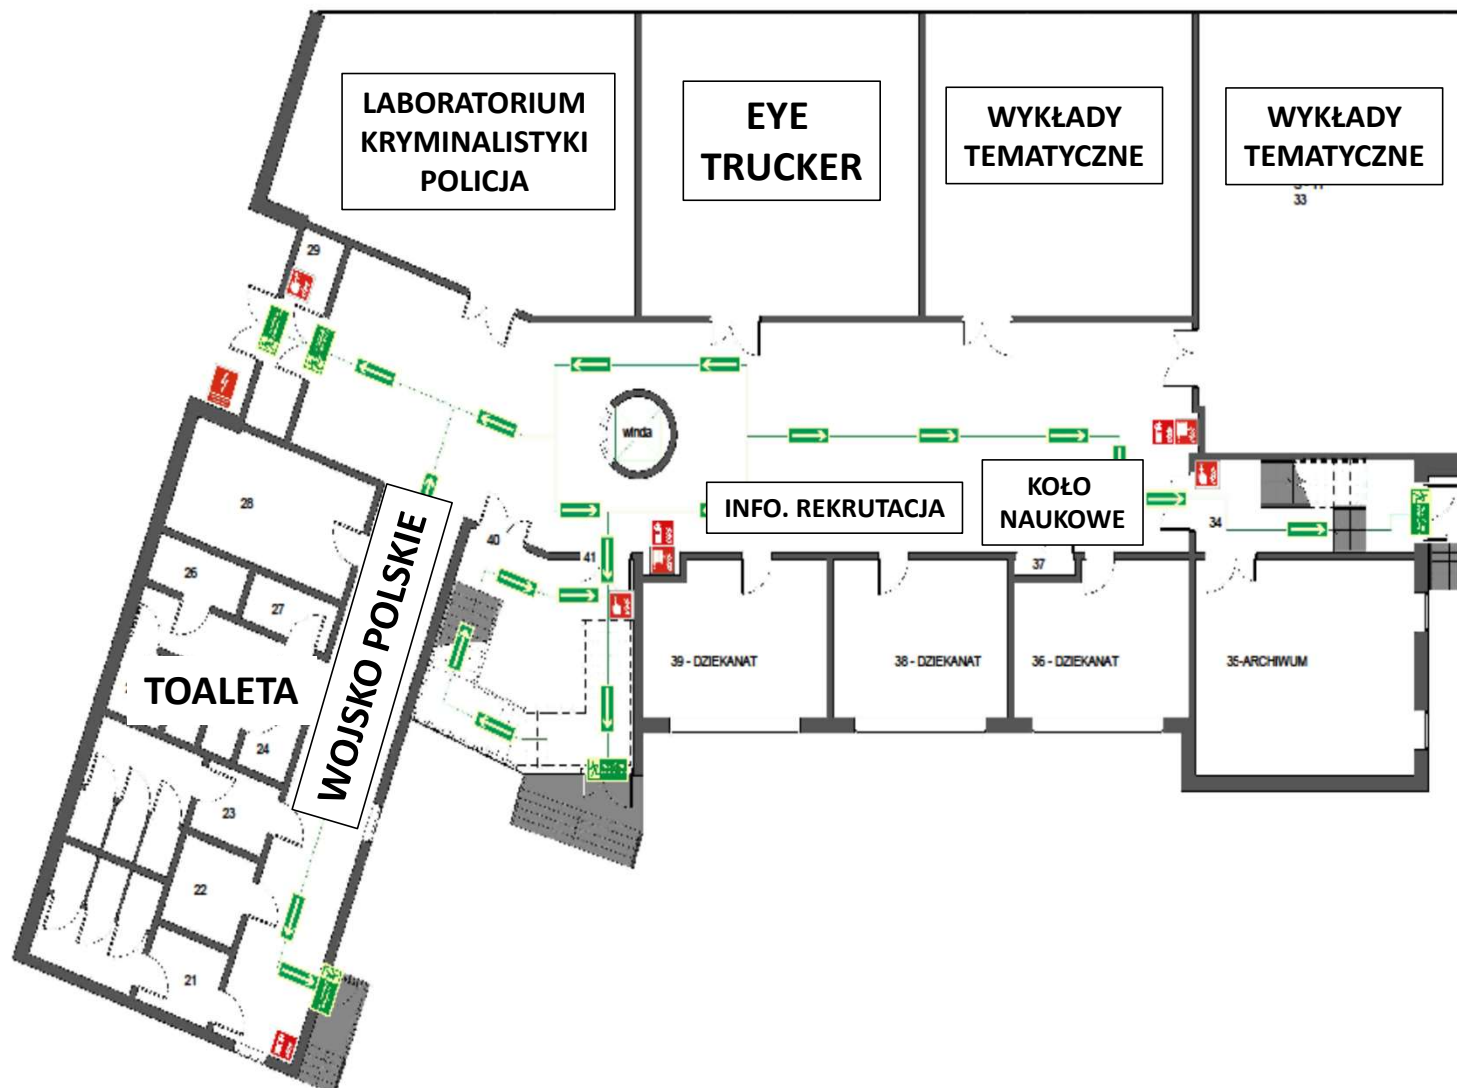 LABORATORIUM
KRYMINALISTYKI
POLICJA
EYE
TRUCKER
WYKŁADY
TEMATYCZNE
WYKŁADY
TEMATYCZNE
33
29
winda
28
26
27
TOALETA
24
23
22
21
WOJSKO POLSKIE
40
41
INFO. REKRUTACJA
KOŁO
NAUKOWE
34
37
39 - DZIEKANAT
38 - DZIEKANAT
36 - DZIEKANAT
35-ARCHIWUM